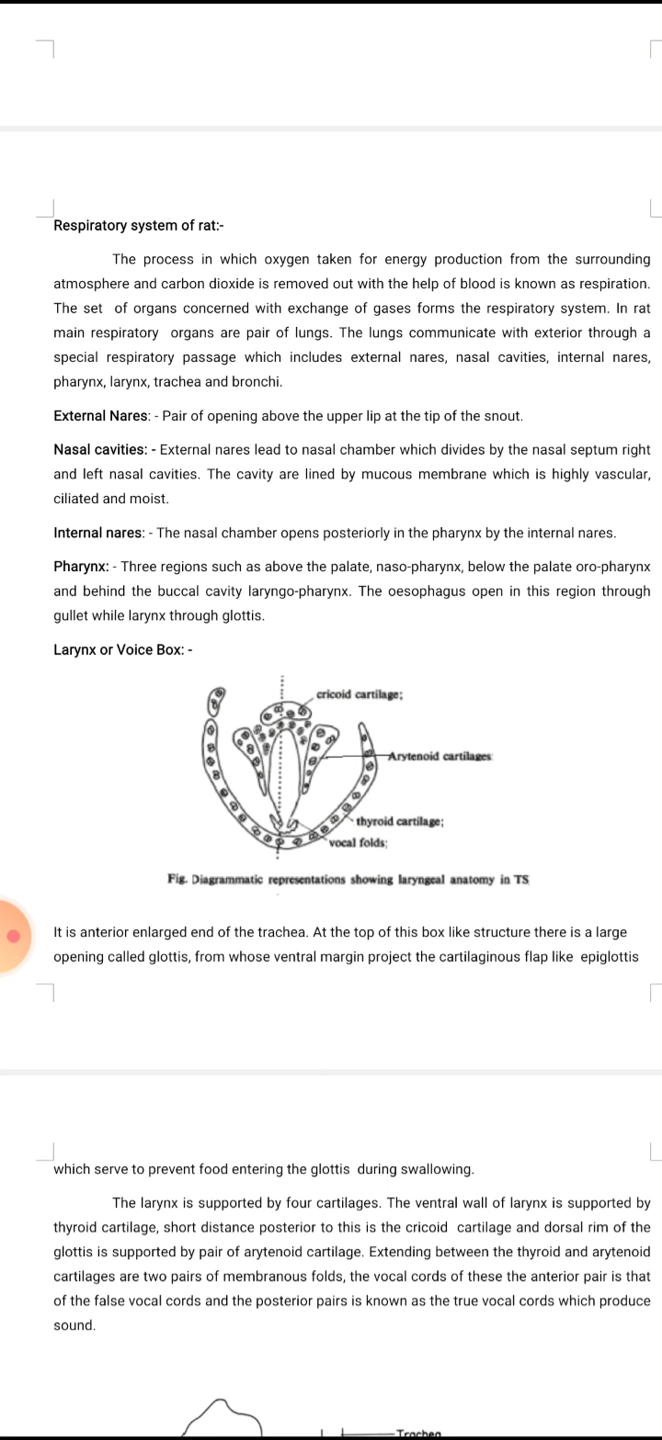 Respiratory system of rat:-
The process in which oxygen taken for energy production from the surrounding
atmosphere and carbon dioxide is removed out with the help of blood is known as respiration.
The set of organs concerned with exchange of gases forms the respiratory system. In rat
main respiratory organs are pair of lungs. The lungs communicate with exterior through a
special respiratory passage which includes external nares, nasal cavities, internal nares,
pharynx, larynx, trachea and bronchi.
External Nares: - Pair of opening above the upper lip at the tip of the snout.
Nasal cavities: - External nares lead to nasal chamber which divides by the nasal septum right
and left nasal cavities. The cavity are lined by mucous membrane which is highly vascular,
ciliated and moist.
Internal nares: - The nasal chamber opens posteriorly in the pharynx by the internal nares.
Pharynx: - Three regions such as above the palate, naso-pharynx, below the palate oro-pharynx
and behind the buccal cavity laryngo-pharynx. The oesophagus open in this region through
gullet while larynx through glottis.
Larynx or Voice Box: -
cricoid cartilage;
Arytenoid cartilages
thyroid cartilage;
vocal folds;
Fig. Diagrammatic representations showing laryngeal anatomy in TS
It is anterior enlarged end of the trachea. At the top of this box like structure there is a large
opening called glottis, from whose ventral margin project the cartilaginous flap like epiglottis
which serve to prevent food entering the glottis during swallowing.
The larynx is supported by four cartilages. The ventral wall of larynx is supported by
thyroid cartilage, short distance posterior to this is the cricoid cartilage and dorsal rim of the
glottis is supported by pair of arytenoid cartilage. Extending between the thyroid and arytenoid
cartilages are two pairs of membranous folds, the vocal cords of these the anterior pair is that
of the false vocal cords and the posterior pairs is known as the true vocal cords which produce
sound.
Trachea